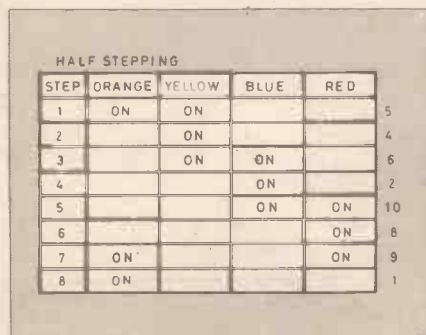 HALF STEPPING
STEP ORANGE YELLOW BLUE RED
1 ON ON 5
2 ON 4
3 ON ON 6
4 ON 2
5 ON ON 10
6 ON 8
7 ON ON 9
8 ON 1